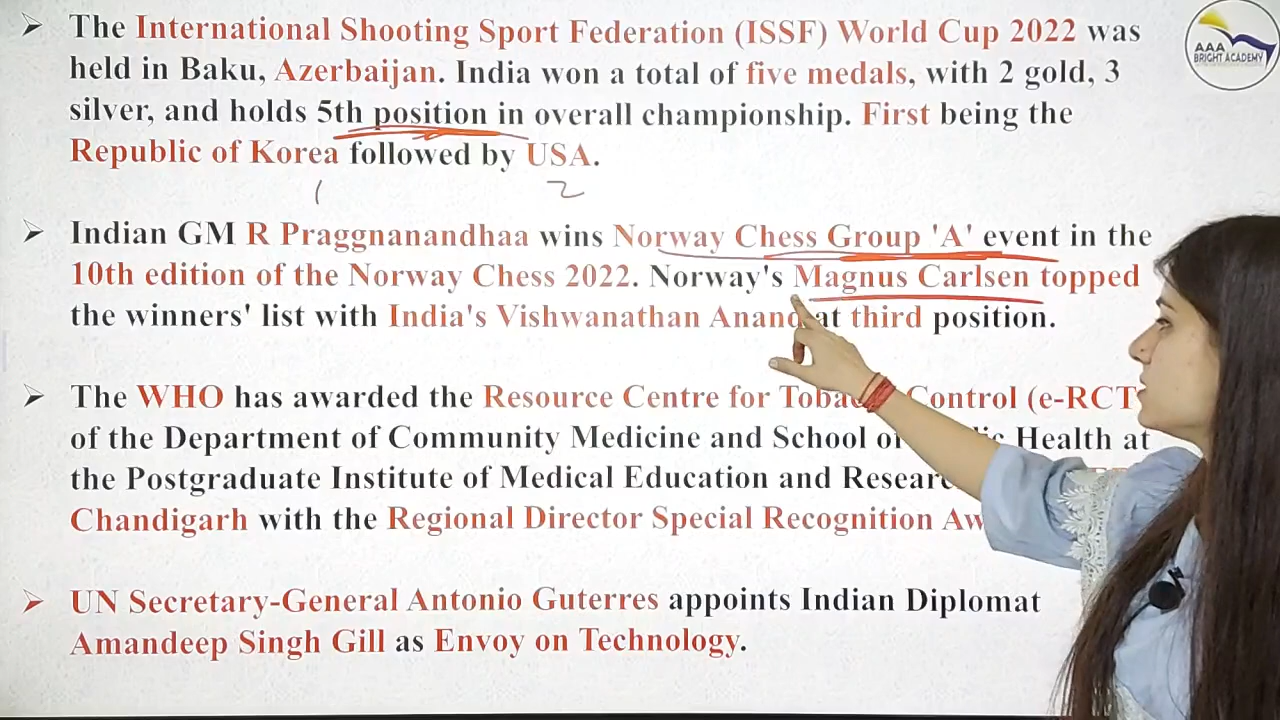 The International Shooting Sport Federation (ISSF) World Cup 2022 was
held in Baku, Azerbaijan. India won a total of five medals, with 2 gold, 3
silver, and holds 5th position in overall championship. First being the
Republic of Korea followed by USA.
1 2
Indian GM R Praggnanandhaa wins Norway Chess Group 'A' event in the
10th edition of the Norway Chess 2022. Norway's Magnus Carlsen topped
the winners' list with India's Vishwanathan Anand at third position.
The WHO has awarded the Resource Centre for Control (e-RCT
of the Department of Community Medicine and School of Health at
the Postgraduate Institute of Medical Education and
Chandigarh with the Regional Director Special Recognition
UN Secretary-General Antonio Guterres appoints Indian Diplomat
Amandeep Singh Gill as Envoy on Technology.
AAA
BRIGHT ACADEMY